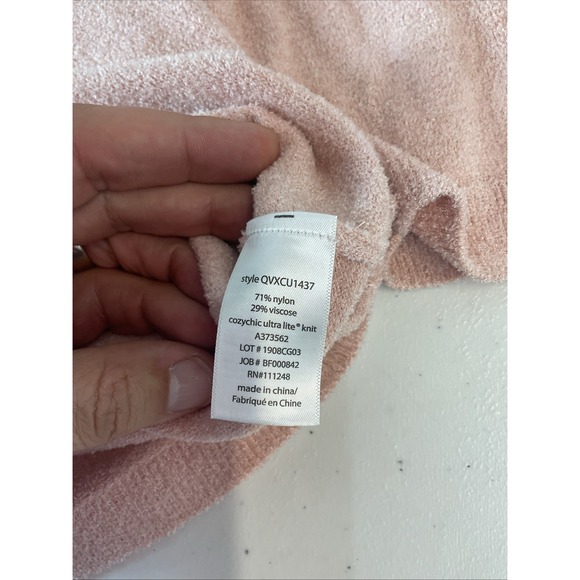 style QVXCU1437
71% nylon
29% viscose
cozychic ultra lite® knit
A373562
LOT # 1908CG03
JOB # BF000842
RN#111248
made in china/
Fabriqué en Chine